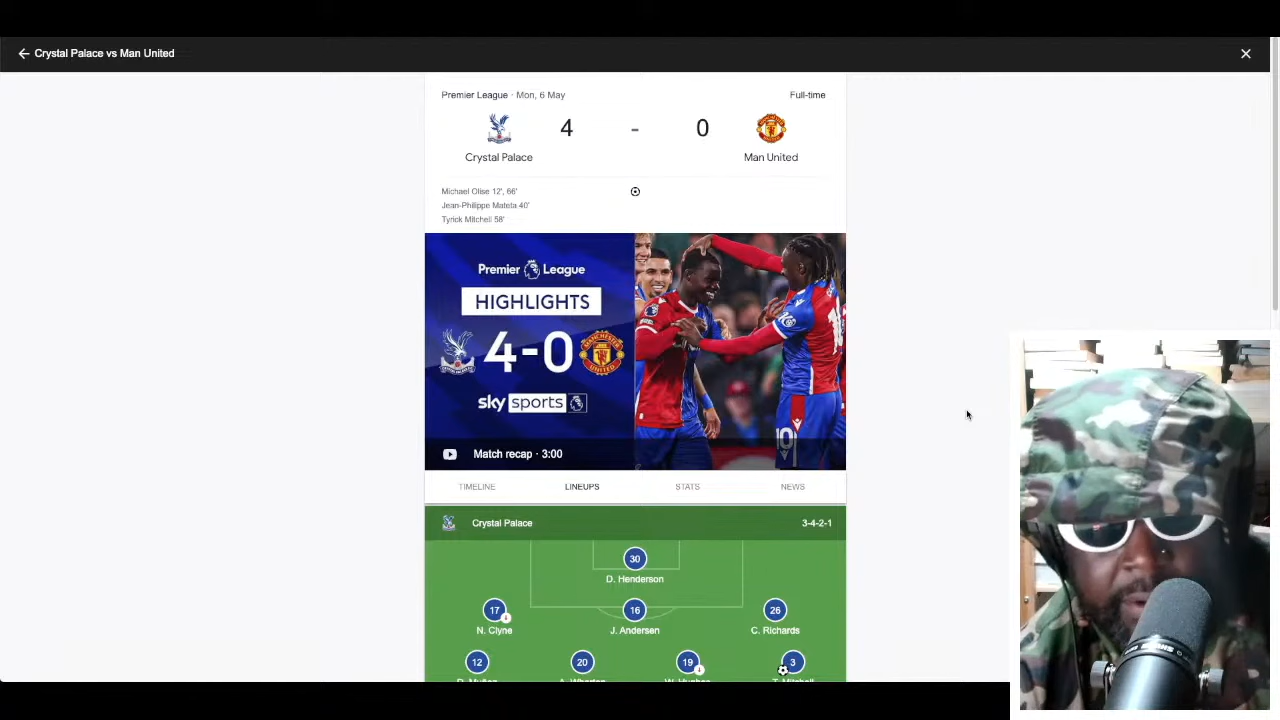 Crystal Palace vs Man United
Premier League · Mon, 6 May
Full-time
4 - 0
Crystal Palace
Man United
Michael Olise 12', 66'
Jean-Philippe Mateta 40'
Tyrick Mitchell 58'
Premier League
HIGHLIGHTS
4-0
sky sports
10
Match recap · 3:00
TIMELINE
LINEUPS
STATS
NEWS
Crystal Palace
3-4-2-1
30
D. Henderson
17
16
26
N. Clyne
J. Andersen
C. Richards
12
20
19
3